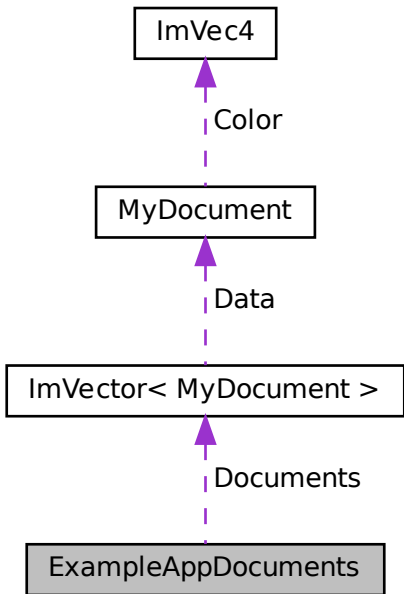 ImVec4
Color
MyDocument
Data
ImVector< MyDocument >
Documents
ExampleAppDocuments